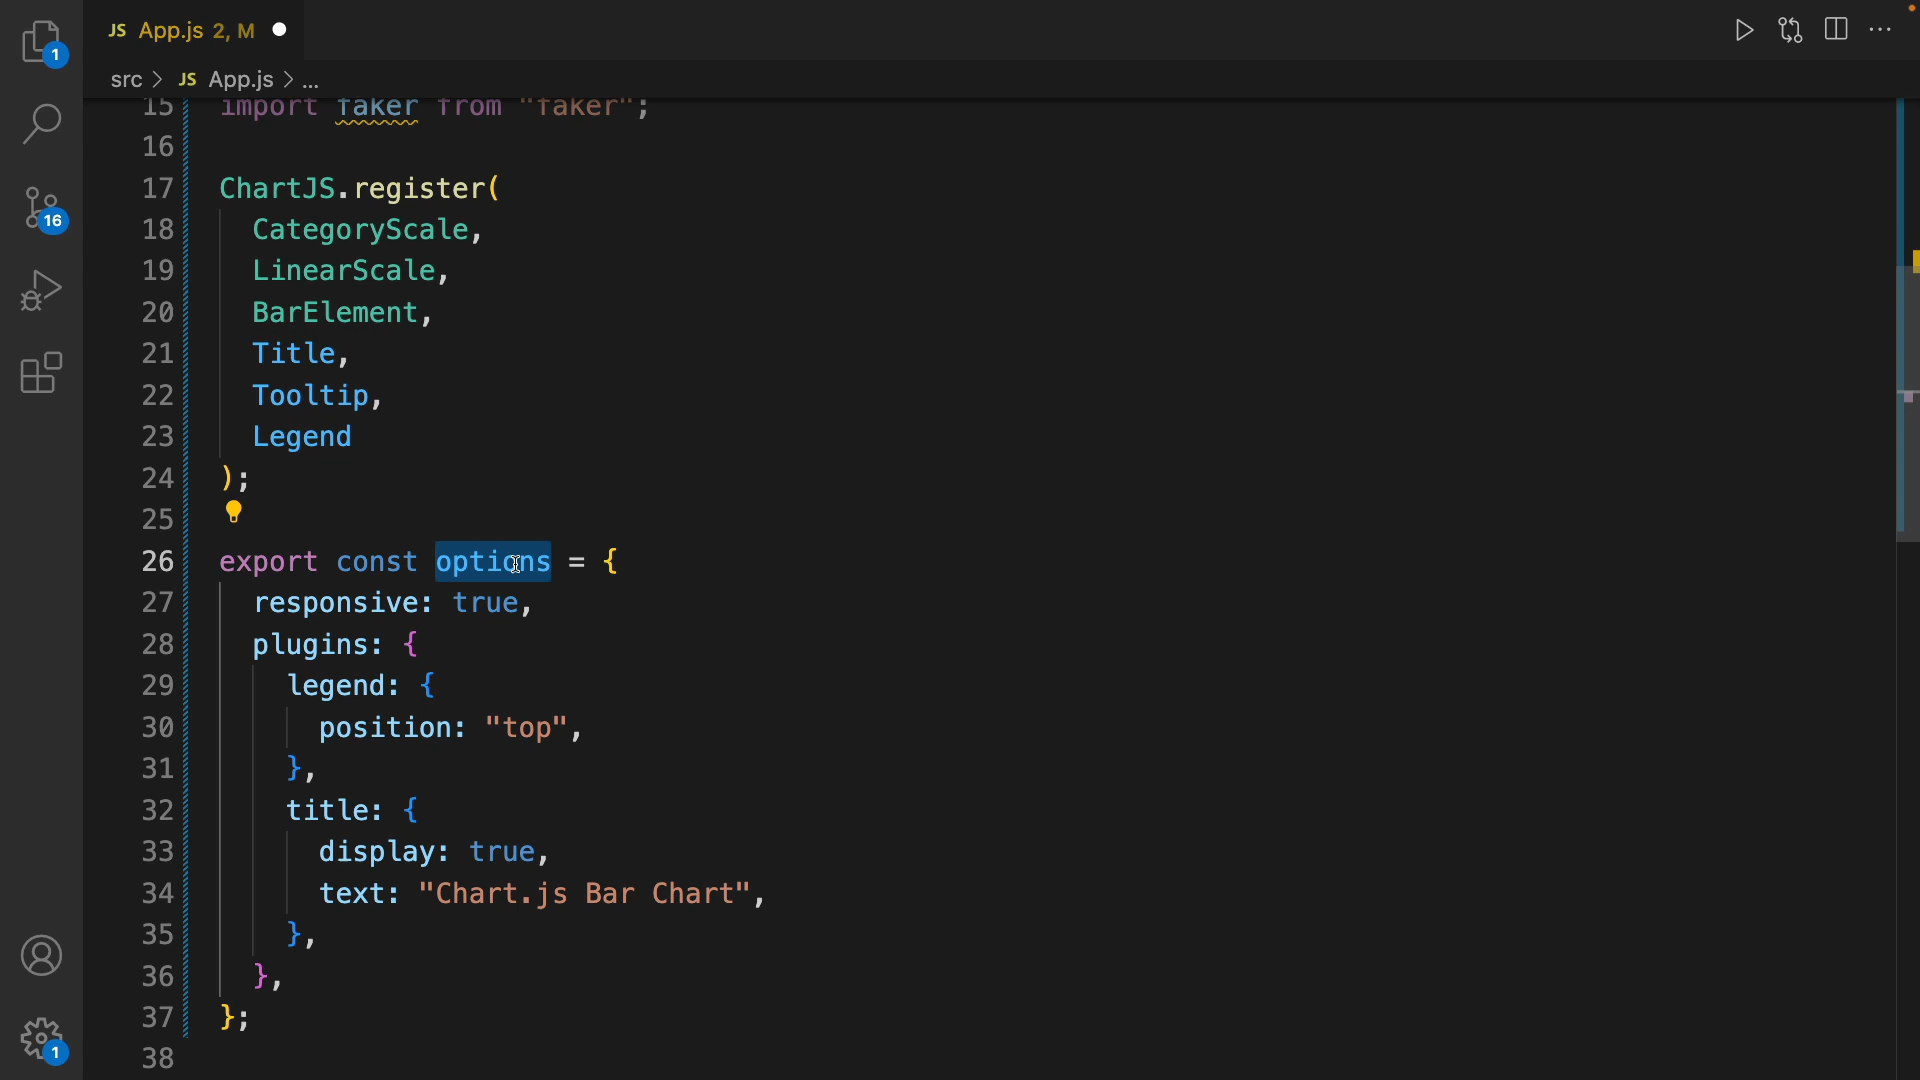 JS App.js 2, M
1
src > JS App.js > ...
15 import faker from "faker";
16
17 ChartJS.register(
18 CategoryScale,
19 LinearScale,
20 BarElement,
21 Title,
22 Tooltip,
23 Legend
24 );
25
26 export const options = {
27 responsive: true,
28 plugins: {
29 legend: {
30 position: "top",
31 },
32 title: {
33 display: true,
34 text: "Chart.js Bar Chart",
35 },
36 },
37 };
38
16
1